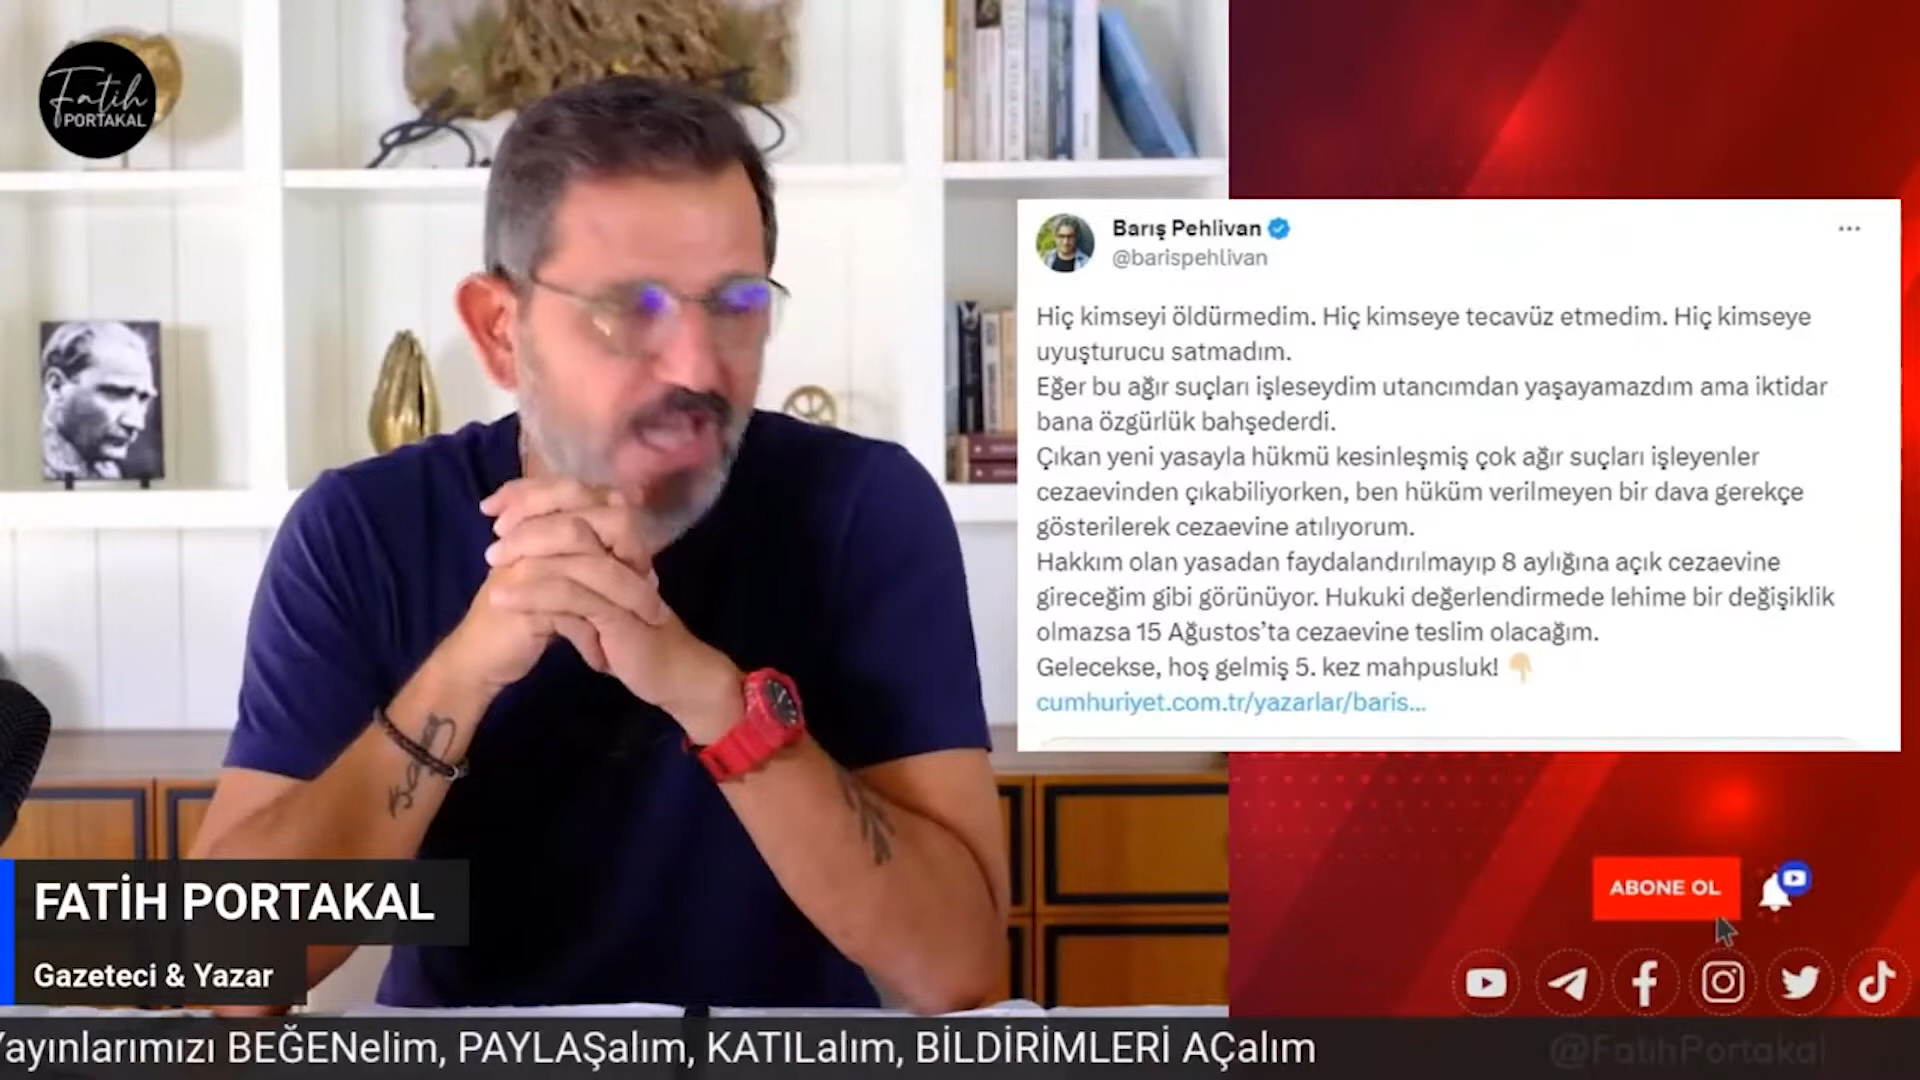 Fatih
PORTAKAL
Barış Pehlivan
@barispehlivan
Hiç kimseyi öldürmedim. Hiç kimseye tecavüz etmedim. Hiç kimseye
uyuşturucu satmadım.
Eğer bu ağır suçları işleseydim utancımdan yaşayamazdım ama iktidar
bana özgürlük bahşederdi.
Çıkan yeni yasayla hükmü kesinleşmiş çok ağır suçları işleyenler
cezaevinden çıkabiliyorken, ben hüküm verilmeyen bir dava gerekçe
gösterilerek cezaevine atılıyorum.
Hakkım olan yasadan faydalandırılmayıp 8 aylığına açık cezaevine
gireceğim gibi görünüyor. Hukuki değerlendirmede lehime bir değişiklik
olmazsa 15 Ağustos’ta cezaevine teslim olacağım.
Gelecekse, hoş gelmiş 5. kez mahpusluk! 👇🏼
cumhuriyet.com.tr/yazarlar/baris...
FATİH PORTAKAL
Gazeteci & Yazar
ABONE OL
Yayınlarımızı BEĞENelim, PAYLAŞalım, KATILalım, BİLDİRİMLERİ AÇalım
@FatihPortakal